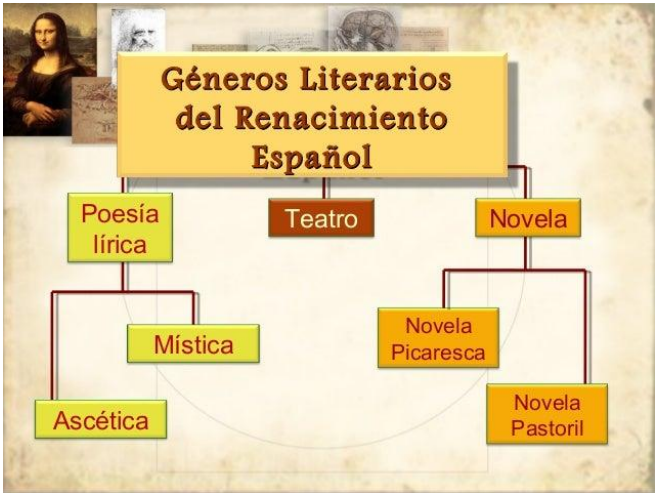 Géneros Literarios
del Renacimiento
Español
Poesía
lírica
Teatro
Novela
Mística
Ascética
Novela
Picaresca
Novela
Pastoril